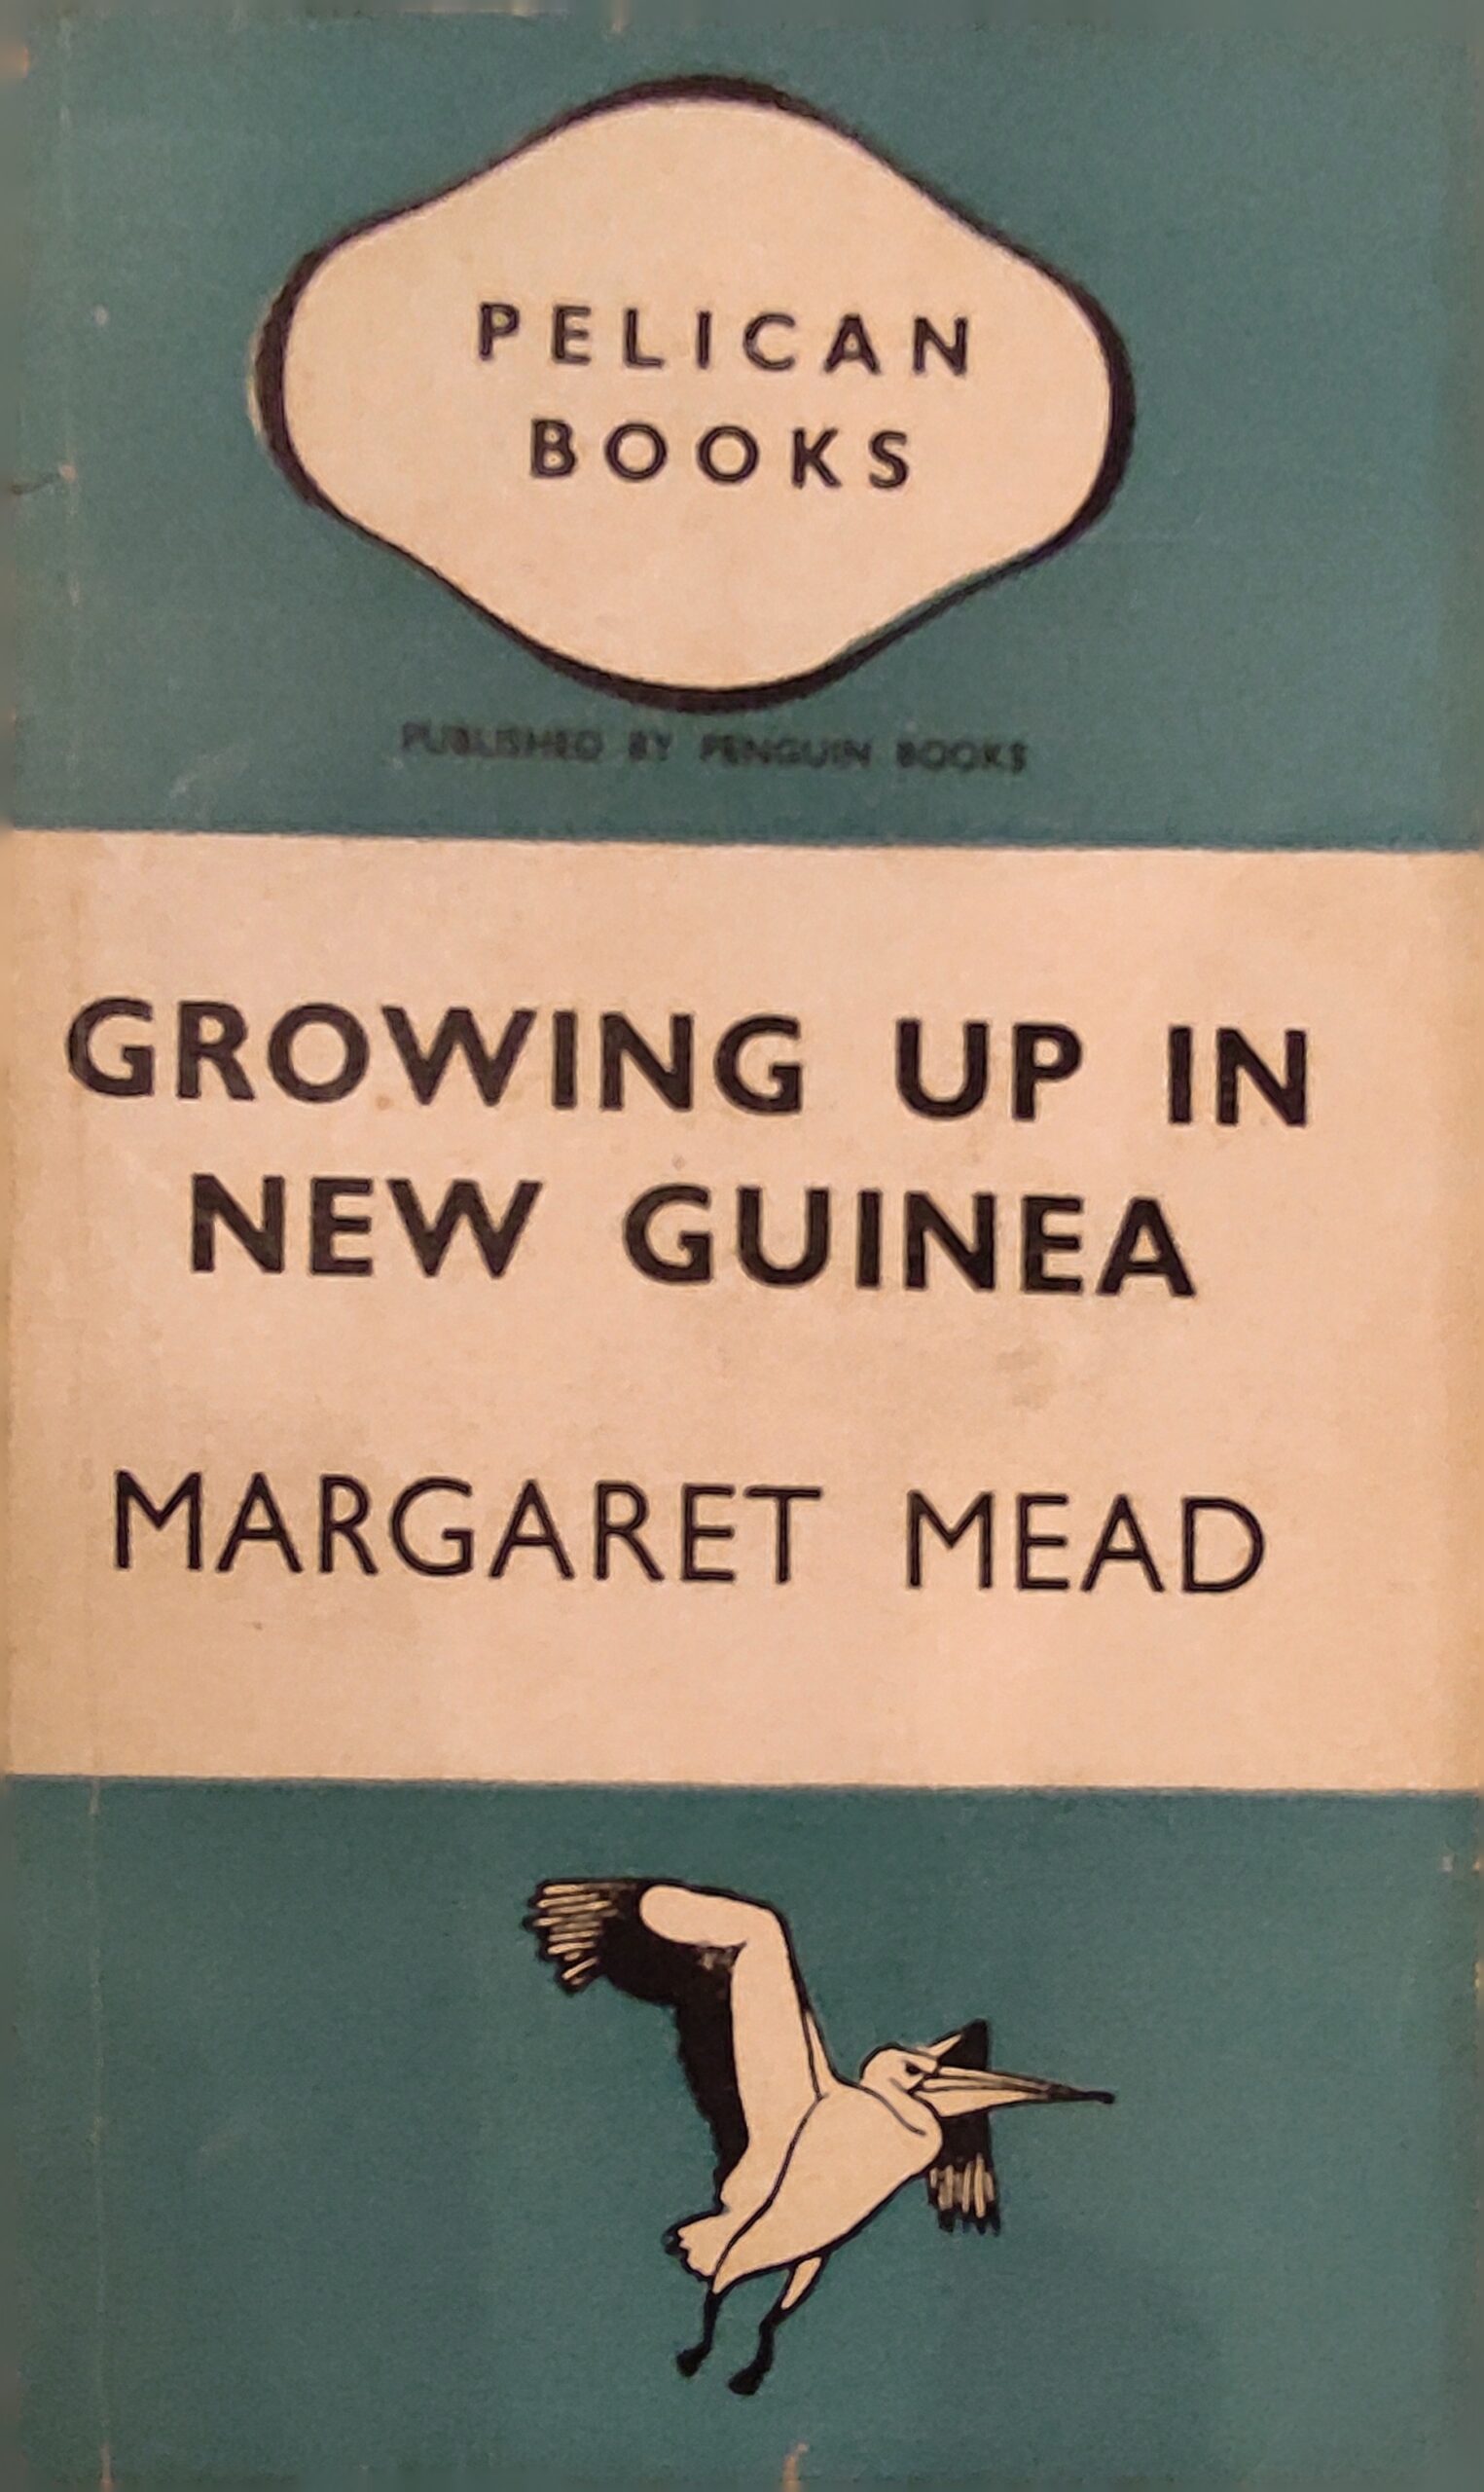 PELICAN
BOOKS
PUBLISHED BY PENGUIN BOOKS
GROWING UP IN
NEW GUINEA
MARGARET MEAD